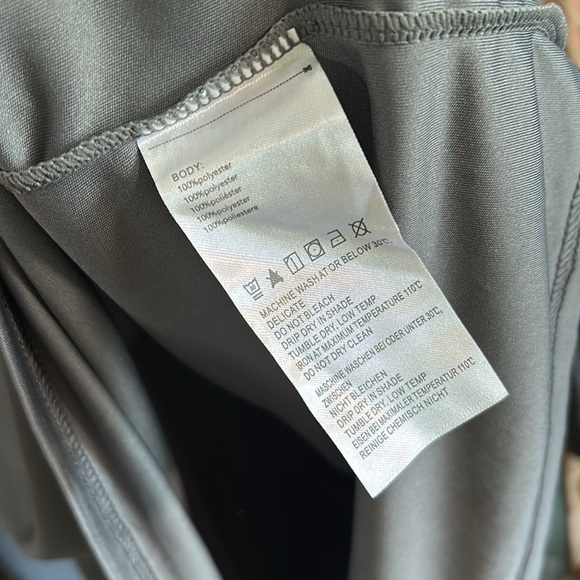 BODY:
100%polyester
100%polyester
100%poliéster
100%polyester
100%poliestere
MACHINE WASH AT OR BELOW 30℃,
DELICATE
DO NOT BLEACH
DRIP DRY IN SHADE
TUMBLE DRY, LOW TEMP
IRON AT MAXIMUM TEMPERATURE 110℃
DO NOT DRY CLEAN
MASCHINE WASCHEN BEI ODER UNTER 30℃,
ZWISCHEN
NICHT BLEICHEN
DRIP DRY IN SHADE
TUMBLE DRY, LOW TEMP
EISEN BEI MAXIMALER TEMPERATUR 110℃
REINIGE CHEMISCH NICHT